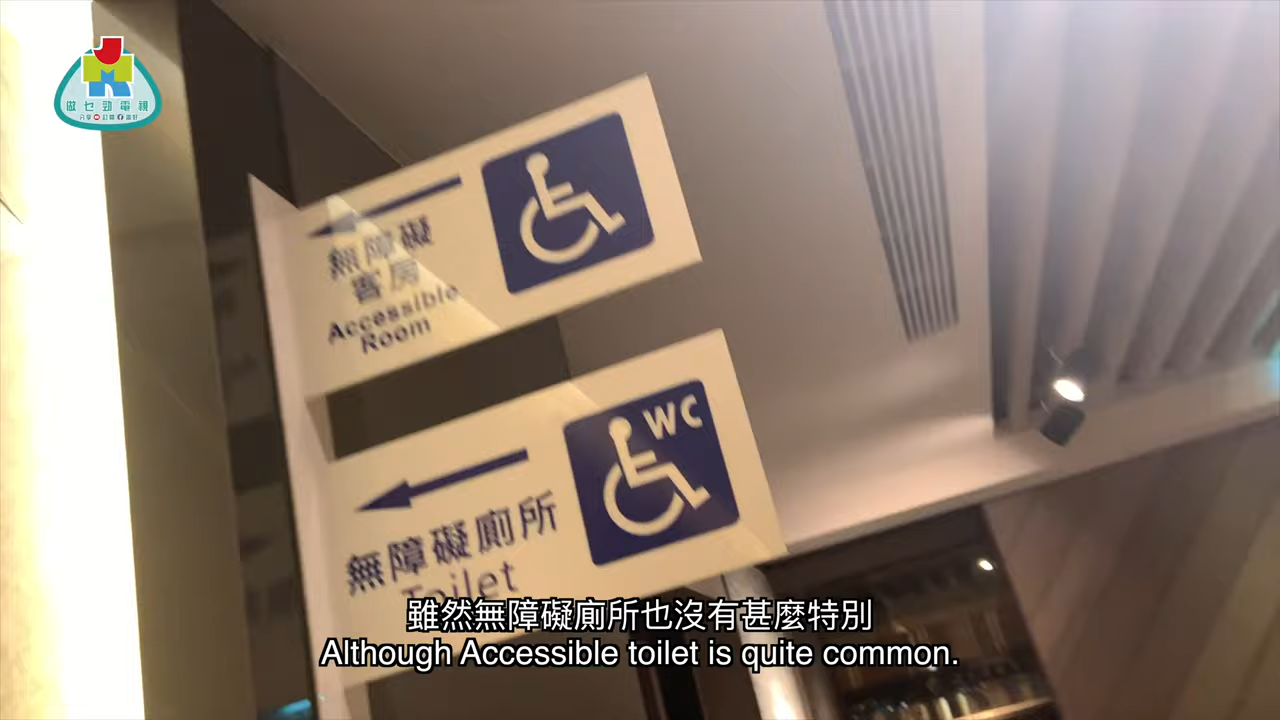 做乜勁電視
無障礙
客房
Accessible
Room
WC
無障礙廁所
Toilet
雖然無障礙廁所也沒有甚麼特別
Although Accessible toilet is quite common.